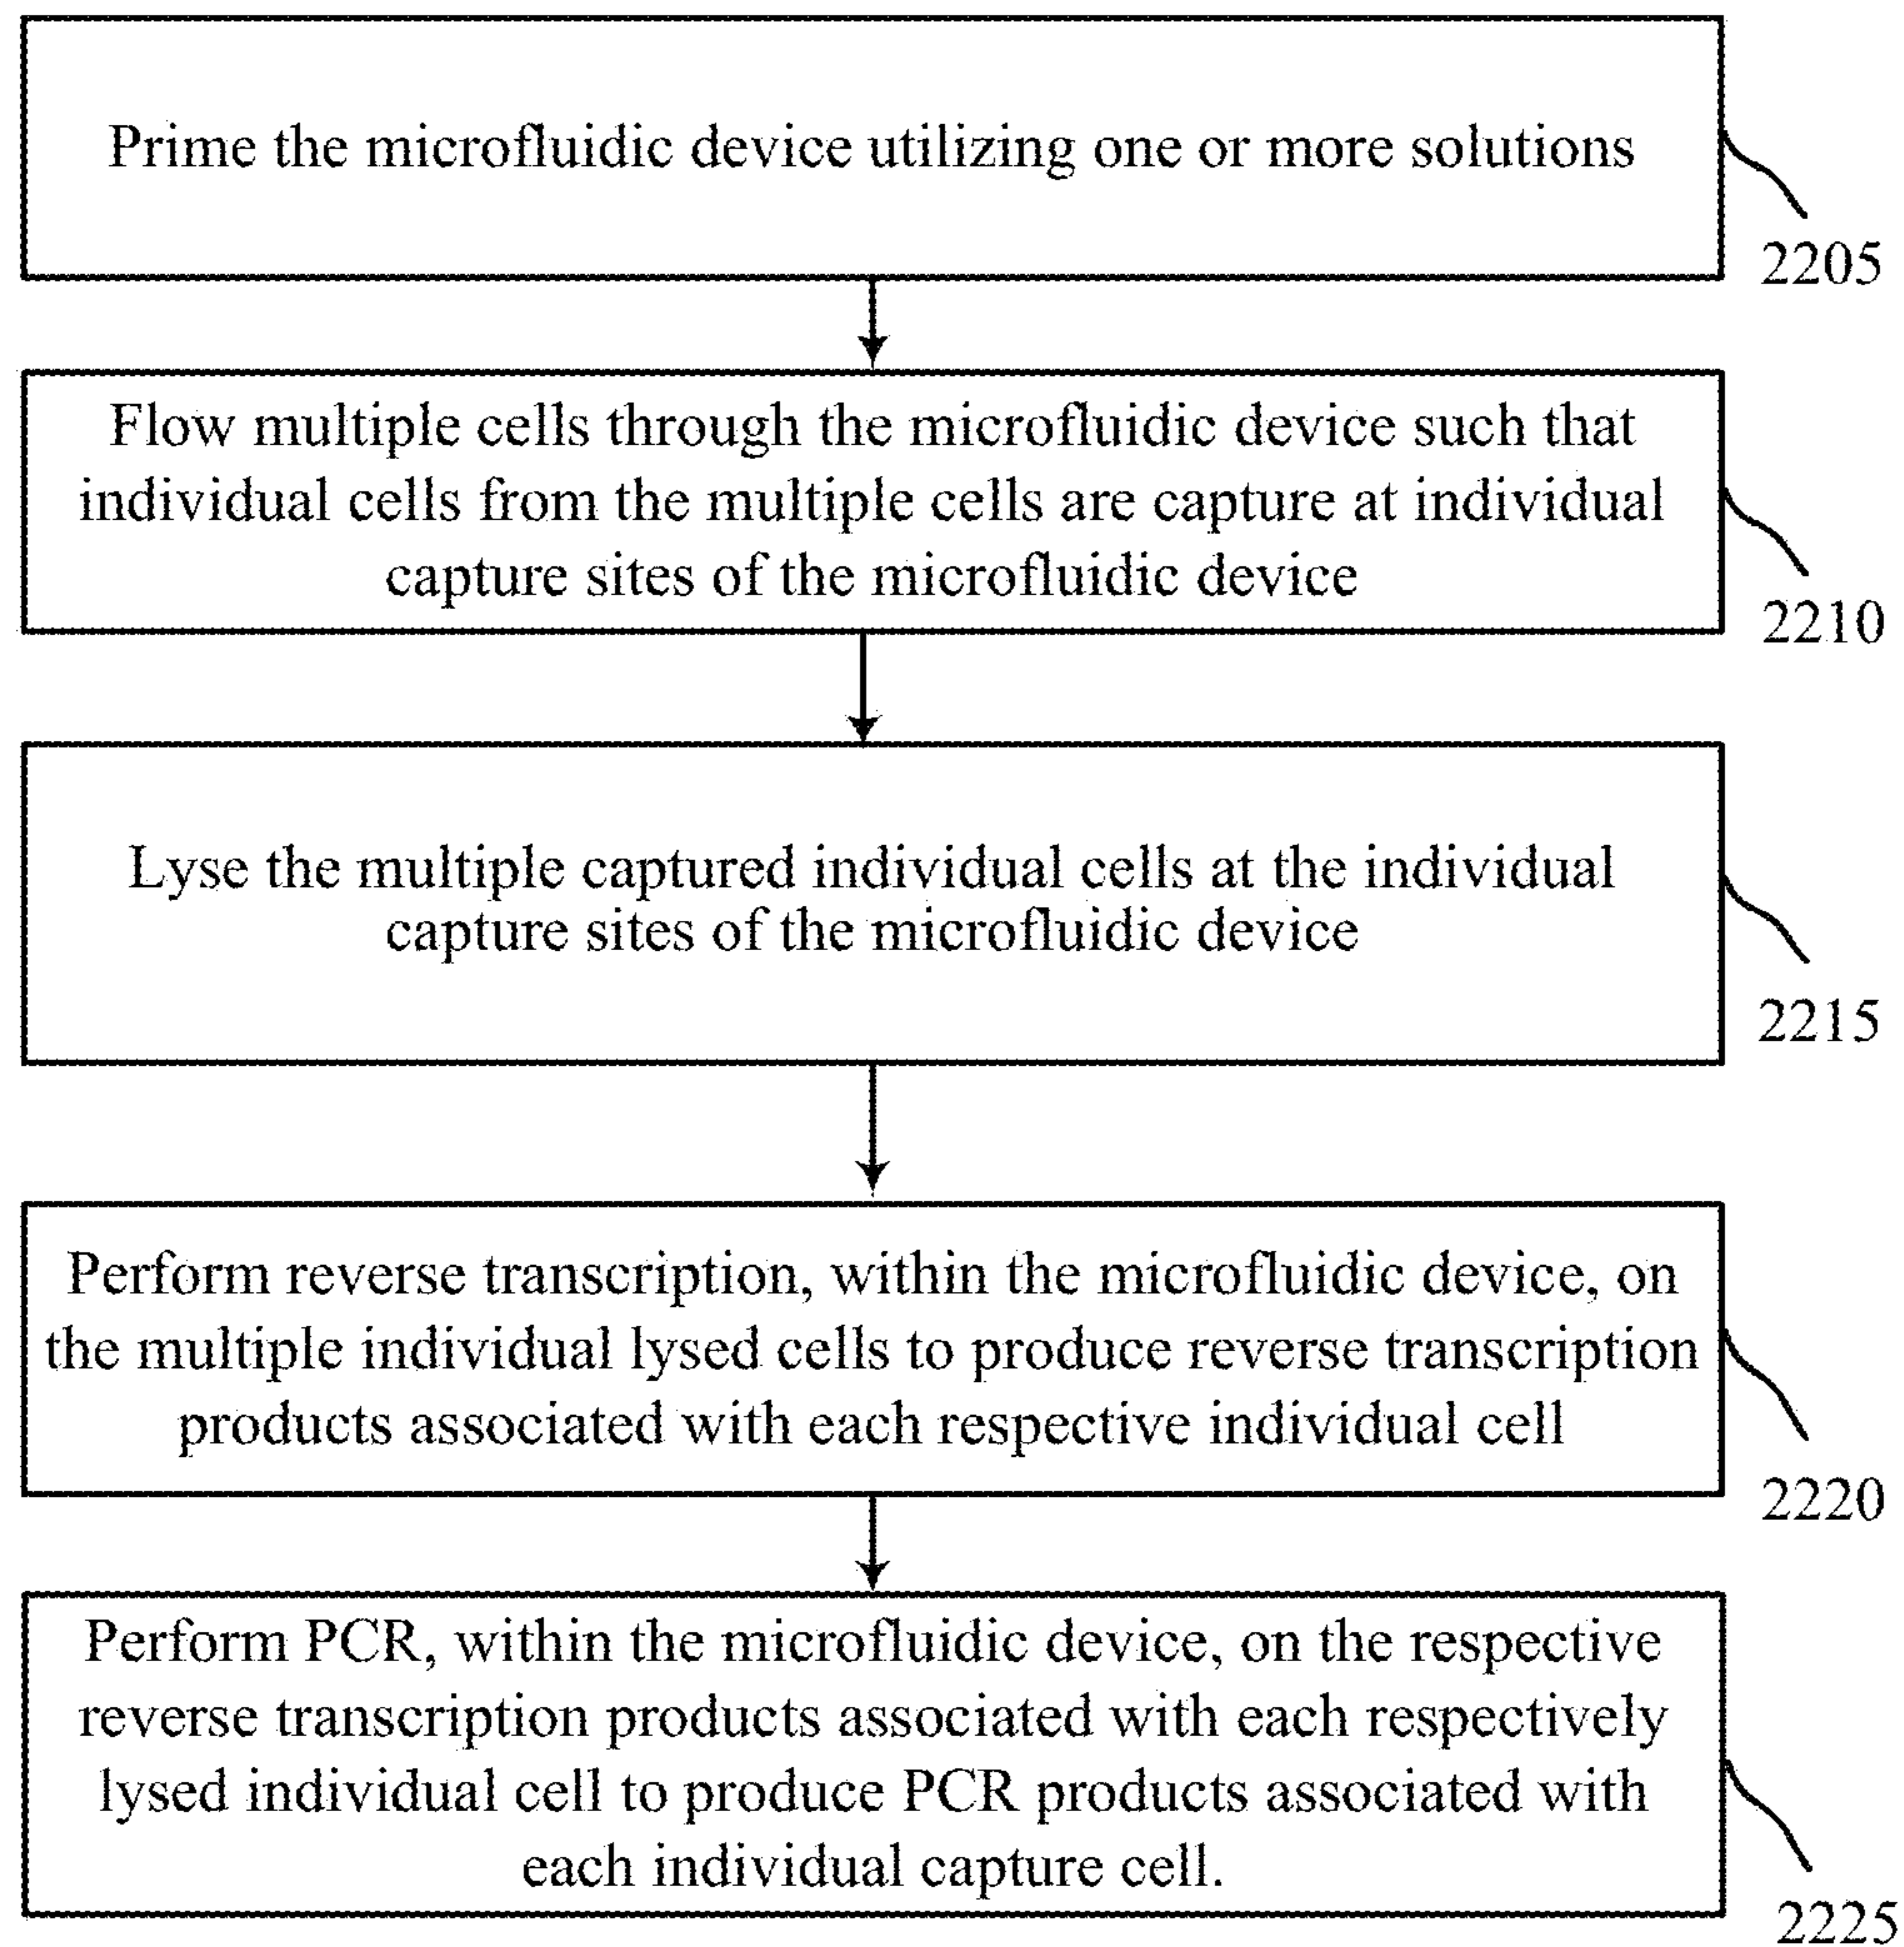 Prime the microfluidic device utilizing one or more solutions
2205
Flow multiple cells through the microfluidic device such that
individual cells from the multiple cells are capture at individual
capture sites of the microfluidic device
2210
Lyse the multiple captured individual cells at the individual
capture sites of the microfluidic device
2215
Perform reverse transcription, within the microfluidic device, on
the multiple individual lysed cells to produce reverse transcription
products associated with each respective individual cell
2220
Perform PCR, within the microfluidic device, on the respective
reverse transcription products associated with each respectively
lysed individual cell to produce PCR products associated with
each individual capture cell.
2225